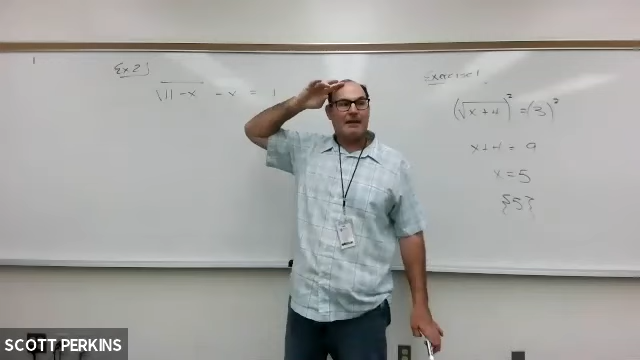 Ex 2]
√11 - x - x = 1
Exercise 1
(√x + 4)² = (3)²
x + 4 = 9
x = 5
{5}
SCOTT PERKINS